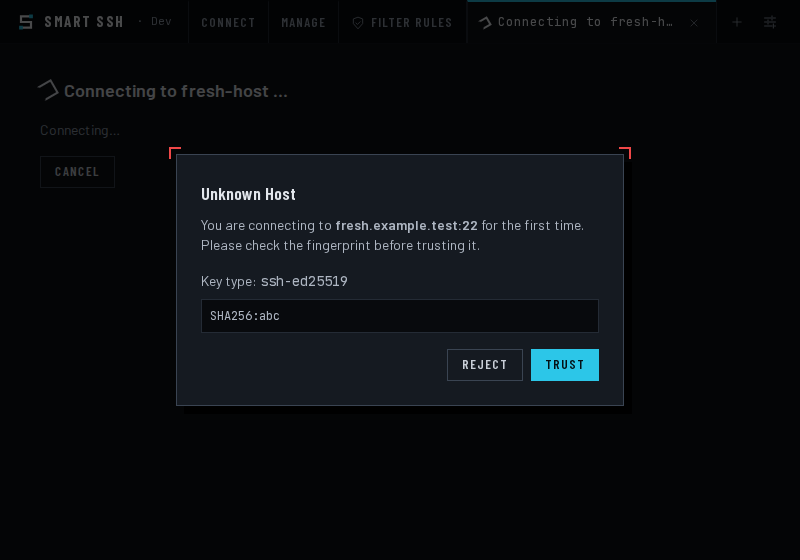 SMART SSH · Dev
CONNECT
MANAGE
FILTER RULES
Connecting to fresh-h…
Connecting to fresh-host ...
Connecting...
CANCEL
Unknown Host
You are connecting to fresh.example.test:22 for the first time.
Please check the fingerprint before trusting it.
Key type: ssh-ed25519
SHA256:abc
REJECT
TRUST